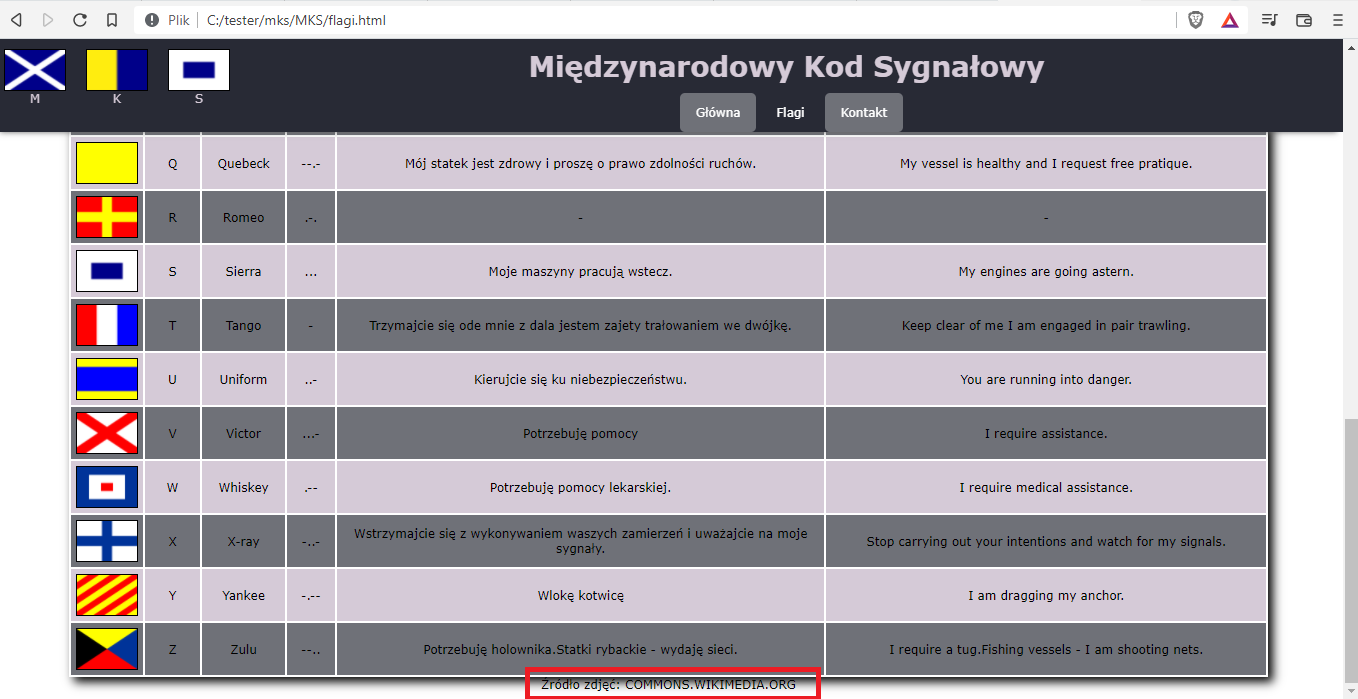 Plik C:/tester/mks/MKS/flagi.html
M K S
Międzynarodowy Kod Sygnałowy
Główna Flagi Kontakt
Q Quebeck --.- Mój statek jest zdrowy i proszę o prawo zdolności ruchów. My vessel is healthy and I request free pratique.
R Romeo .-. - -
S Sierra ... Moje maszyny pracują wstecz. My engines are going astern.
T Tango - Trzymajcie się ode mnie z dala jestem zajety trałowaniem we dwójkę. Keep clear of me I am engaged in pair trawling.
U Uniform ..- Kierujcie się ku niebezpieczeństwu. You are running into danger.
V Victor ...- Potrzebuję pomocy I require assistance.
W Whiskey .-- Potrzebuję pomocy lekarskiej. I require medical assistance.
X X-ray -..- Wstrzymajcie się z wykonywaniem waszych zamierzeń i uważajcie na moje
sygnały. Stop carrying out your intentions and watch for my signals.
Y Yankee -.-- Wlokę kotwicę I am dragging my anchor.
Z Zulu --.. Potrzebuję holownika.Statki rybackie - wydaję sieci. I require a tug.Fishing vessels - I am shooting nets.
Źródło zdjęć: COMMONS.WIKIMEDIA.ORG